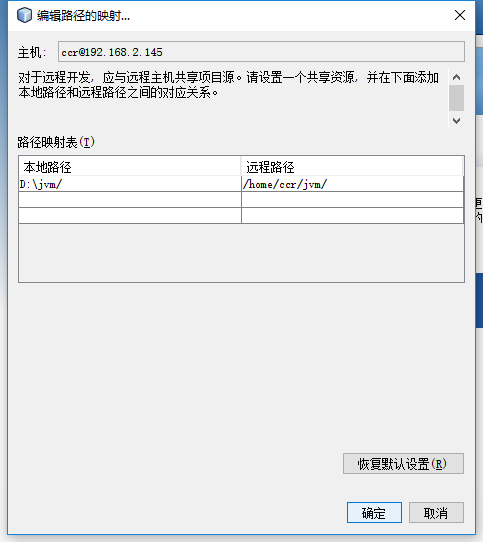 编辑路径的映射...
主机: ccr@192.168.2.145
对于远程开发, 应与远程主机共享项目源。请设置一个共享资源, 并在下面添加
本地路径和远程路径之间的对应关系。
路径映射表(T)
本地路径 远程路径
D:\jvm/ /home/ccr/jvm/
恢复默认设置(R)
确定 取消